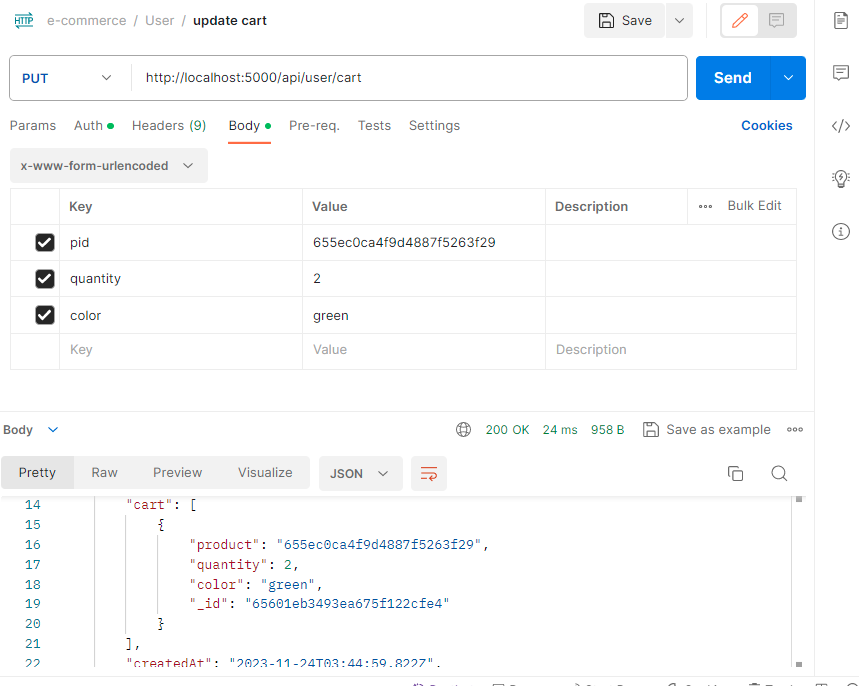 HTTP e-commerce / User / update cart Save
PUT http://localhost:5000/api/user/cart Send
Params Auth Headers (9) Body Pre-req. Tests Settings Cookies
x-www-form-urlencoded
Key Value Description Bulk Edit
pid 655ec0ca4f9d4887f5263f29
quantity 2
color green
Key Value Description
Body 200 OK 24 ms 958 B Save as example
Pretty Raw Preview Visualize JSON
14 "cart": [
15 {
16 "product": "655ec0ca4f9d4887f5263f29",
17 "quantity": 2,
18 "color": "green",
19 "_id": "65601eb3493ea675f122cfe4"
20 }
21 ],
22 "createdAt": "2023-11-24T03:44:59.822Z",